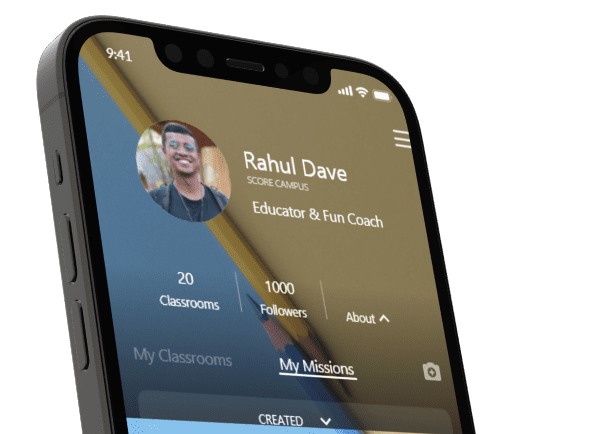 9:41
Rahul Dave
SCORE CAMPUS
Educator & Fun Coach
20
Classrooms
1000
Followers
About
My Classrooms
My Missions
CREATED